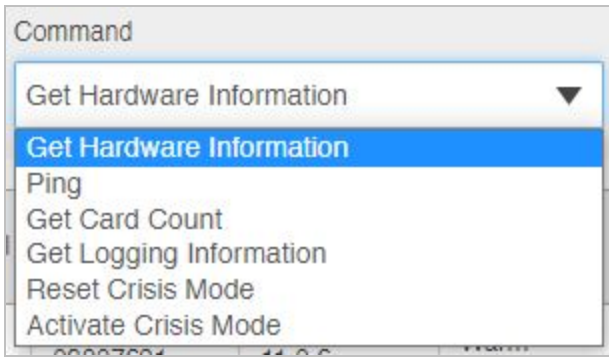 Command
Get Hardware Information
Get Hardware Information
Ping
Get Card Count
Get Logging Information
Reset Crisis Mode
Activate Crisis Mode